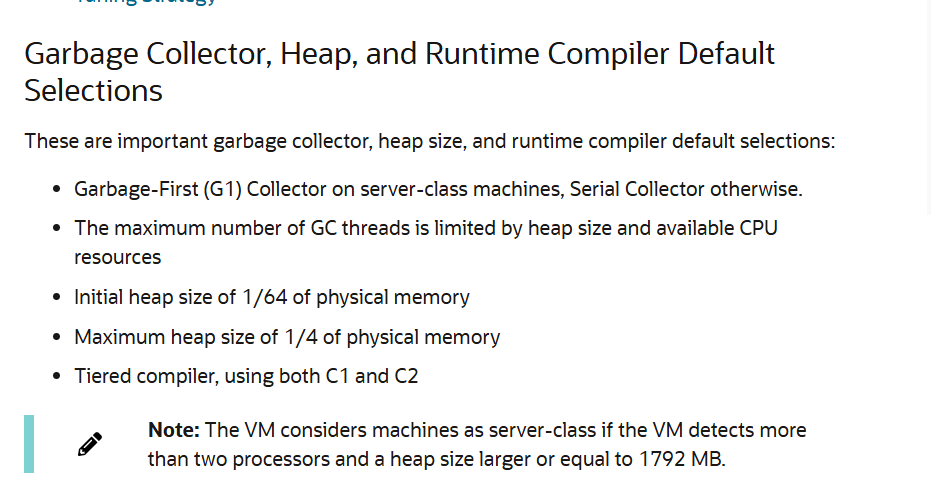 Tuning Strategy
Garbage Collector, Heap, and Runtime Compiler Default
Selections
These are important garbage collector, heap size, and runtime compiler default selections:
• Garbage-First (G1) Collector on server-class machines, Serial Collector otherwise.
• The maximum number of GC threads is limited by heap size and available CPU
resources
• Initial heap size of 1/64 of physical memory
• Maximum heap size of 1/4 of physical memory
• Tiered compiler, using both C1 and C2
Note: The VM considers machines as server-class if the VM detects more
than two processors and a heap size larger or equal to 1792 MB.